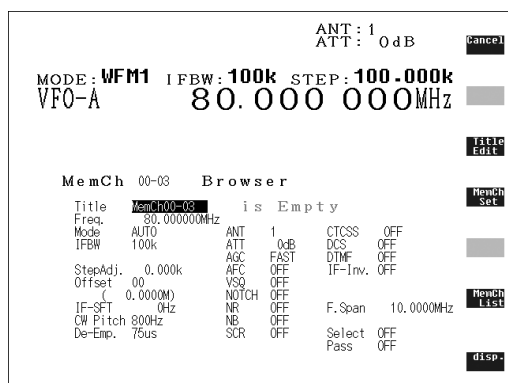 ANT: 1
ATT: 0dB
Cancel
MODE: WFM1 IFBW: 100k STEP: 100.000k
VFO-A 80.000 000MHz
Title Edit
MemCh 00-03 Browser
MemCh Set
Title MemCh00-03 is Empty
Freq. 80.000000MHz
Mode AUTO ANT 1 CTCSS OFF
IFBW 100k ATT 0dB DCS OFF
AGC FAST DTMF OFF
StepAdj. 0.000k AFC OFF IF-Inv. OFF
Offset 00 VSQ OFF
( 0.0000M) NOTCH OFF
MemCh List
IF-SFT 0Hz NR OFF F.Span 10.0000MHz
CW Pitch 800Hz NB OFF
De-Emp. 75us SCR OFF Select OFF
Pass OFF
disp.